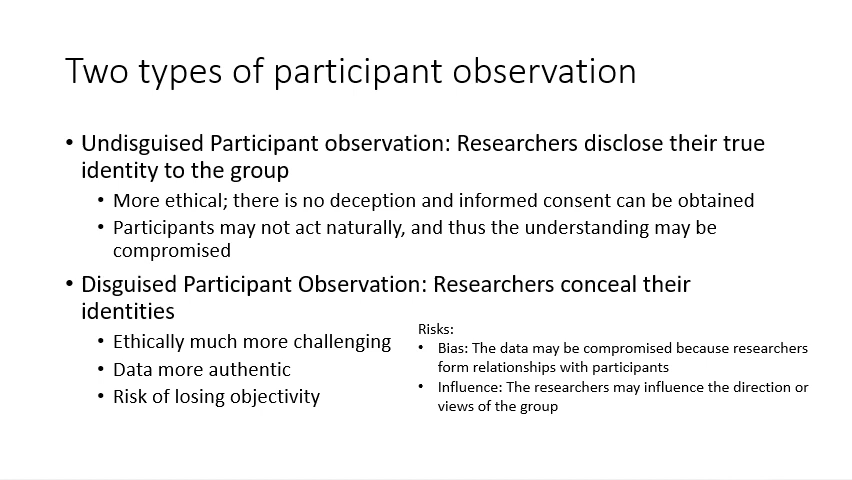 Two types of participant observation
• Undisguised Participant observation: Researchers disclose their true
identity to the group
• More ethical; there is no deception and informed consent can be obtained
• Participants may not act naturally, and thus the understanding may be
compromised
• Disguised Participant Observation: Researchers conceal their
identities
• Ethically much more challenging
• Data more authentic
• Risk of losing objectivity
Risks:
• Bias: The data may be compromised because researchers
form relationships with participants
• Influence: The researchers may influence the direction or
views of the group